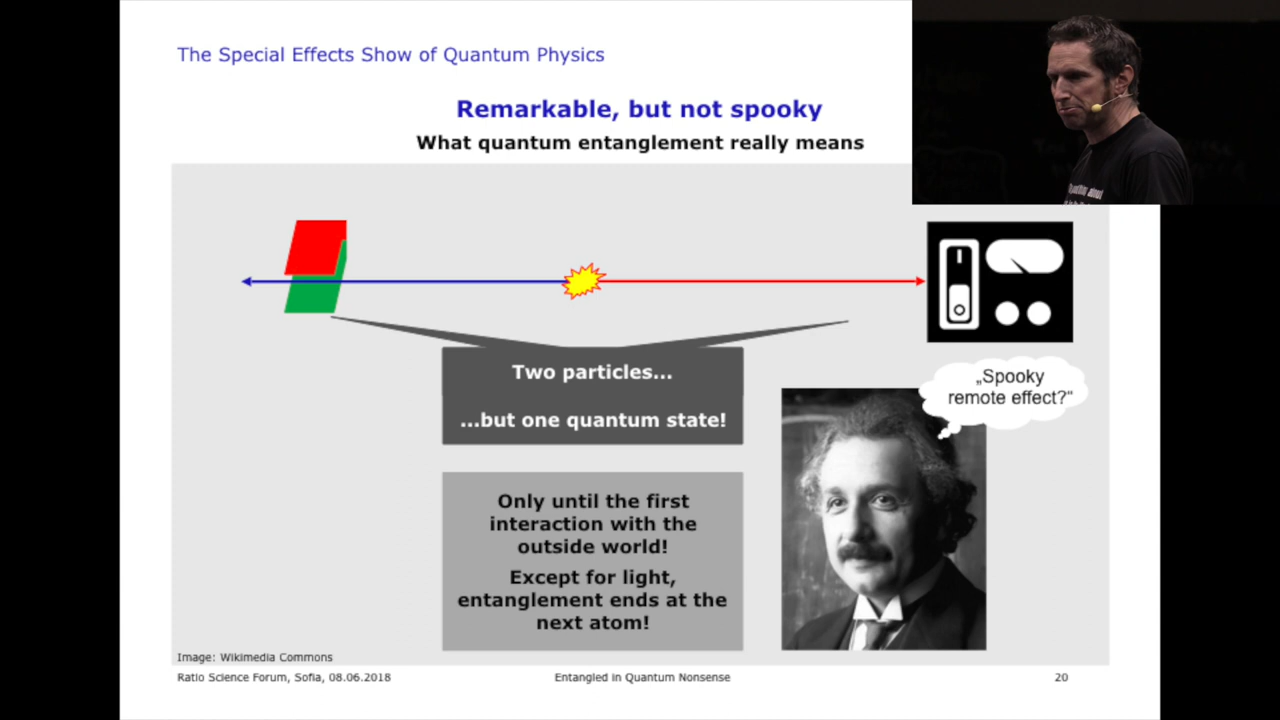 The Special Effects Show of Quantum Physics
Remarkable, but not spooky
What quantum entanglement really means
Two particles...
...but one quantum state!
„Spooky
remote effect?“
Only until the first
interaction with the
outside world!
Except for light,
entanglement ends at the
next atom!
Image: Wikimedia Commons
Ratio Science Forum, Sofia, 08.06.2018
Entangled in Quantum Nonsense
20